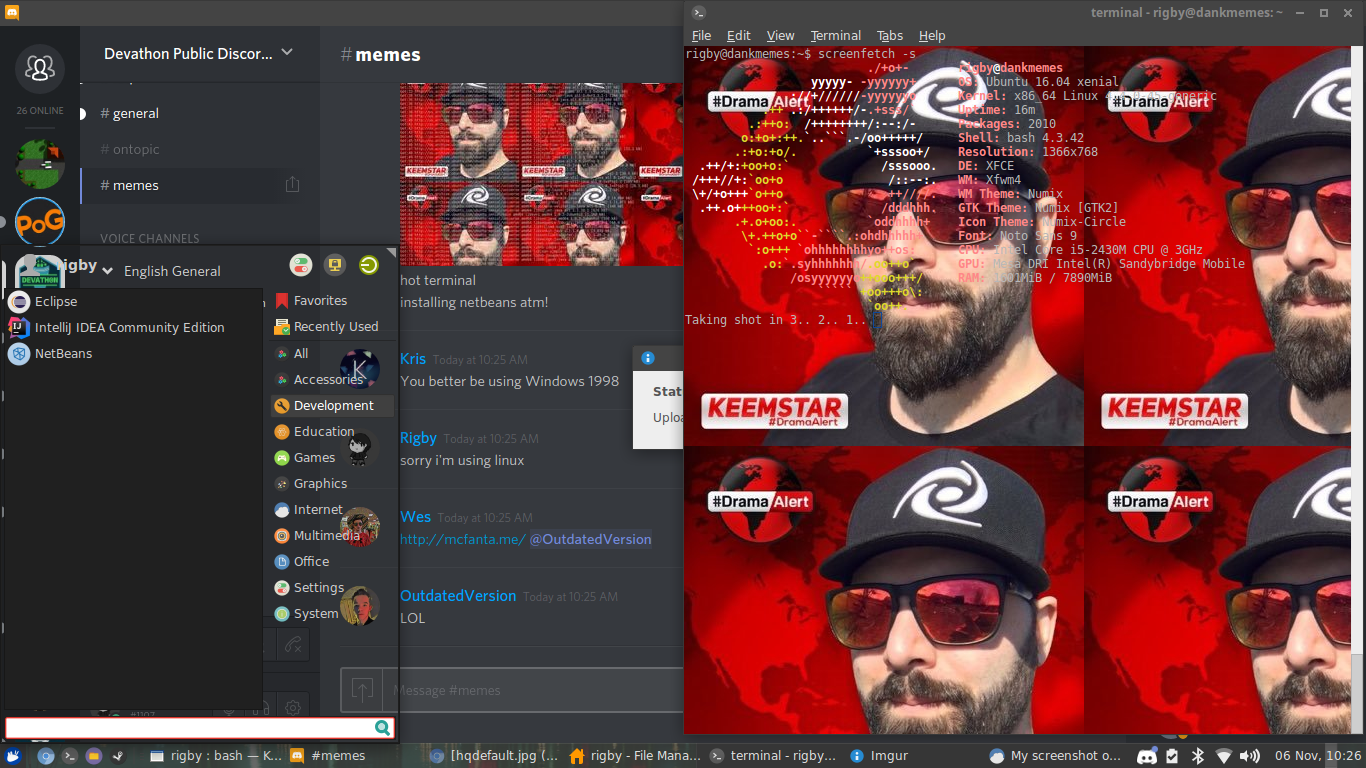 Devathon Public Discor...
26 ONLINE
# general
# ontopic
# memes
VOICE CHANNELS
DEVATHON
rigby
English General
Eclipse
IntelliJ IDEA Community Edition
NetBeans
Favorites
Recently Used
All
Accessories
Development
Education
Games
Graphics
Internet
Multimedia
Office
Settings
System
#memes
KEEMSTAR
hot terminal
installing netbeans atm!
Kris Today at 10:25 AM
You better be using Windows 1998
Rigby Today at 10:25 AM
sorry i'm using linux
Wes Today at 10:25 AM
http://mcfanta.me/ @OutdatedVersion
OutdatedVersion Today at 10:25 AM
LOL
Message #memes
terminal - rigby@dankmemes: ~
File Edit View Terminal Tabs Help
rigby@dankmemes:~$ screenfetch -s
rigby@dankmemes
OS: Ubuntu 16.04 xenial
Kernel: x86_64 Linux
Uptime: 16m
Packages: 2010
Shell: bash 4.3.42
Resolution: 1366x768
DE: XFCE
WM: Xfwm4
WM Theme: Numix
GTK Theme: Numix [GTK2]
Icon Theme: Numix-Circle
Font: Noto Sans 9
CPU: Intel Core i5-2430M CPU @ 3GHz
GPU: Mesa DRI Intel(R) Sandybridge Mobile
RAM: / 7890MiB
Taking shot in 3.. 2.. 1..
#DramaAlert
#DramaAlert
KEEMSTAR
#DramaAlert
KEEMSTAR
#DramaAlert
#DramaAlert
#DramaAlert
rigby : bash — K...
#memes
[hqdefault.jpg (...
rigby - File Mana...
terminal - rigby...
Imgur
My screenshot o...
06 Nov, 10:26